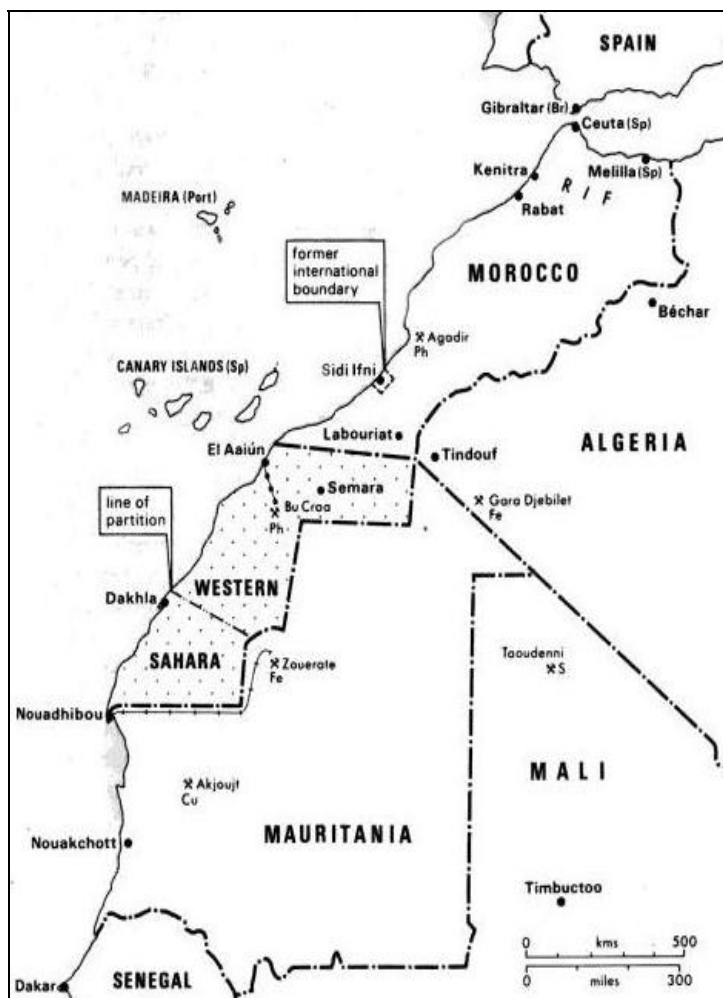 SPAIN
Gibraltar (Br)
Ceuta (Sp)
Kenitra
Melilla (Sp)
RIF
Rabat
MADEIRA (Port)
former
international
boundary
MOROCCO
Béchar
Agadir
Ph
CANARY ISLANDS (Sp)
Sidi Ifni
Labouriat
ALGERIA
El Aaiún
Tindouf
Semara
Gara Djebilet
Fe
Bu Craa
Ph
line of
partition
WESTERN
Dakhla
SAHARA
Zouerate
Fe
Taoudenni
S
Nouadhibou
MALI
Akjoujt
Cu
MAURITANIA
Nouakchott
Timbuctoo
0 kms 500
0 miles 300
Dakar
SENEGAL